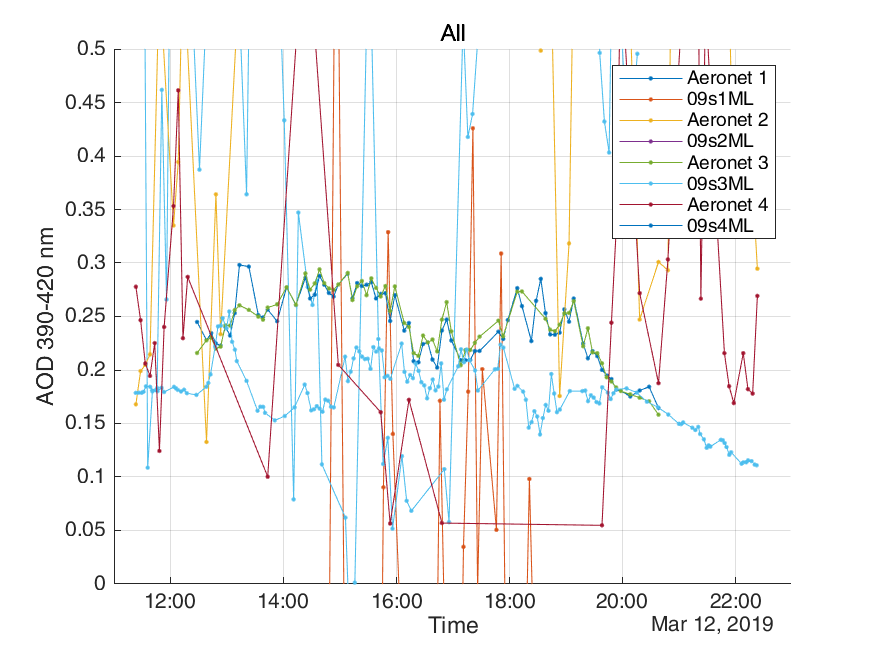 All
0.5
0.45
0.4
0.35
0.3
0.25
0.2
0.15
0.1
0.05
0
AOD 390-420 nm
Aeronet 1
09s1ML
Aeronet 2
09s2ML
Aeronet 3
09s3ML
Aeronet 4
09s4ML
12:00 14:00 16:00 18:00 20:00 22:00
Time
Mar 12, 2019